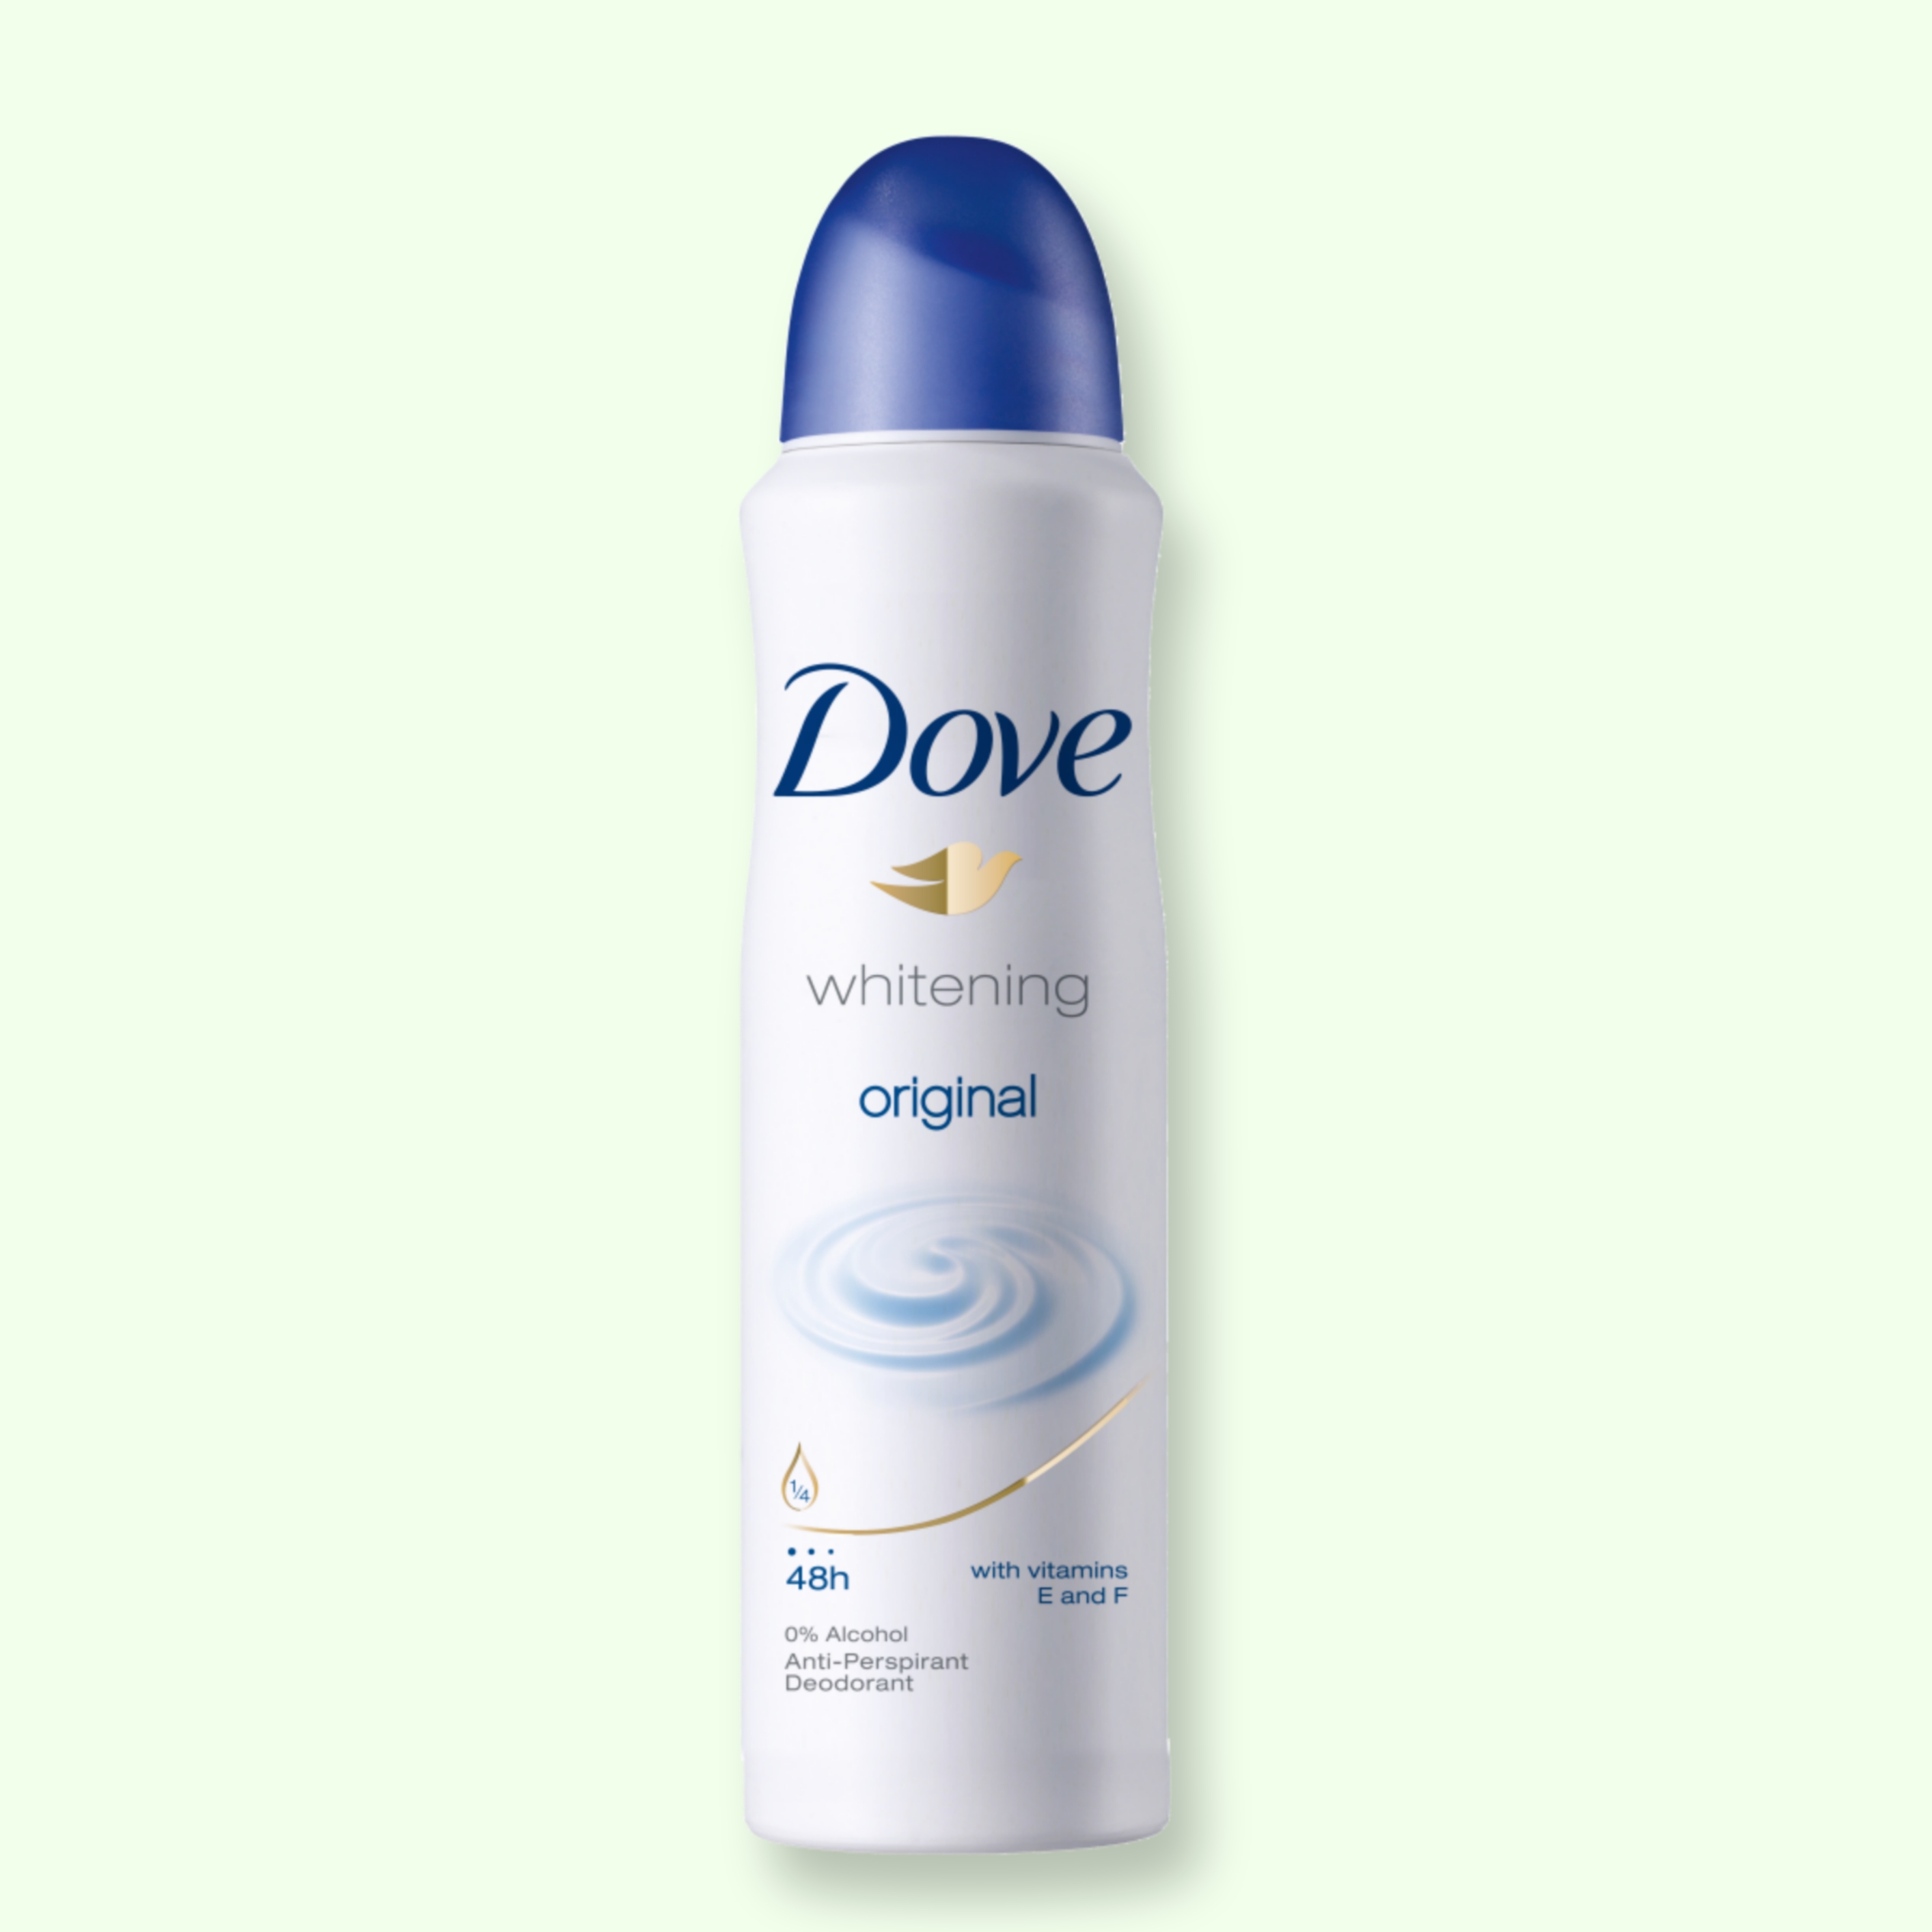 Dove
whitening
original
1/4
48h
with vitamins
E and F
0% Alcohol
Anti-Perspirant
Deodorant